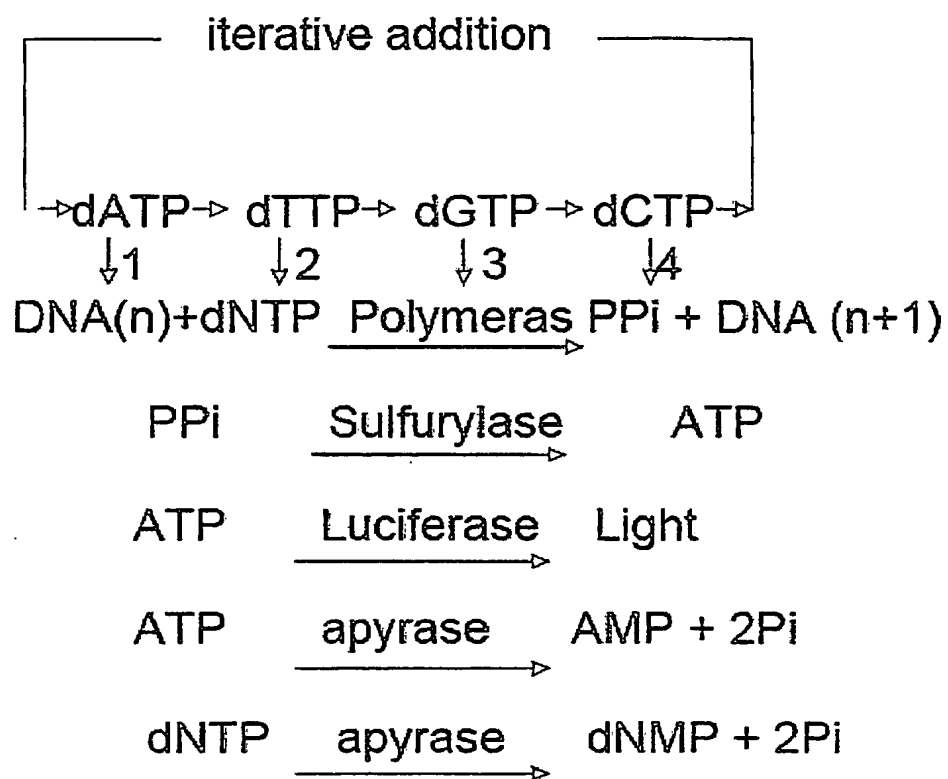 iterative addition
dATP dTTP dGTP dCTP
1 2 3 4
DNA(n)+dNTP Polymeras PPi + DNA (n+1)
PPi Sulfurylase ATP
ATP Luciferase Light
ATP apyrase AMP + 2Pi
dNTP apyrase dNMP + 2Pi